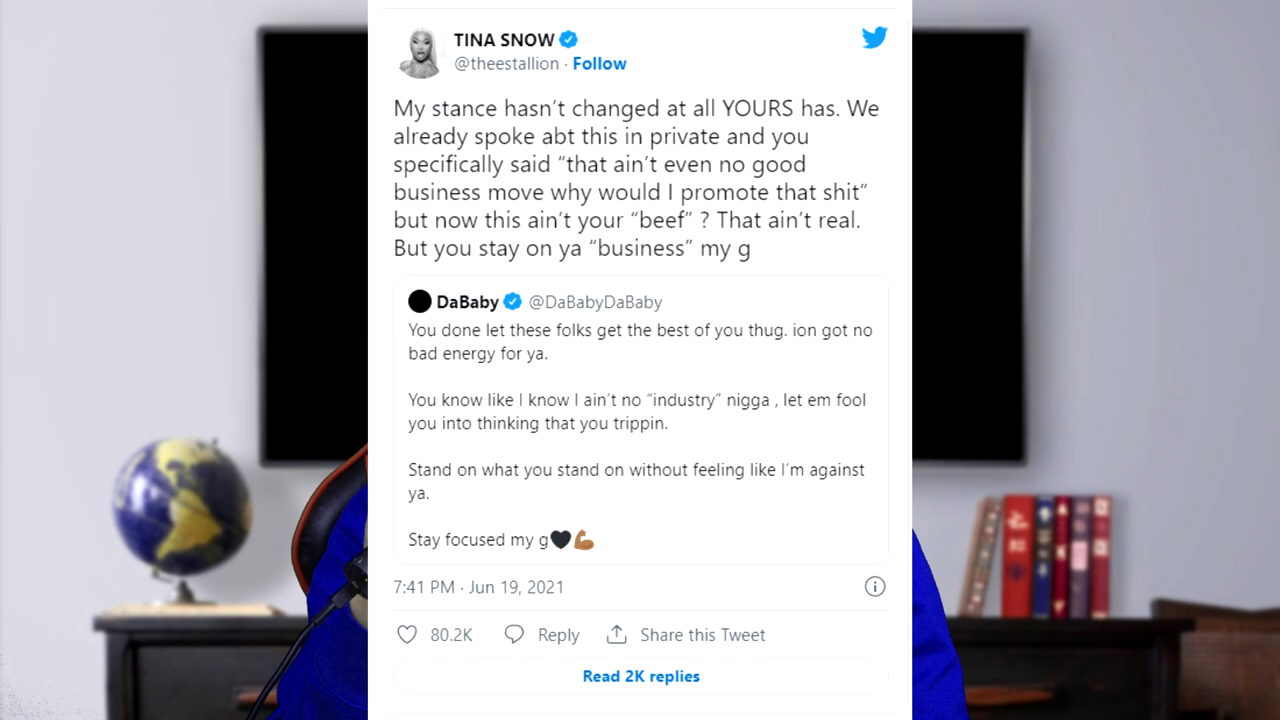 TINA SNOW
@theestallion · Follow
My stance hasn’t changed at all YOURS has. We
already spoke abt this in private and you
specifically said “that ain’t even no good
business move why would I promote that shit”
but now this ain’t your “beef” ? That ain’t real.
But you stay on ya “business” my g
DaBaby @DaBabyDaBaby
You done let these folks get the best of you thug. ion got no
bad energy for ya.
You know like I know I ain’t no “industry” nigga , let em fool
you into thinking that you trippin.
Stand on what you stand on without feeling like I’m against
ya.
Stay focused my g🖤💪🏽
7:41 PM · Jun 19, 2021
80.2K Reply Share this Tweet
Read 2K replies